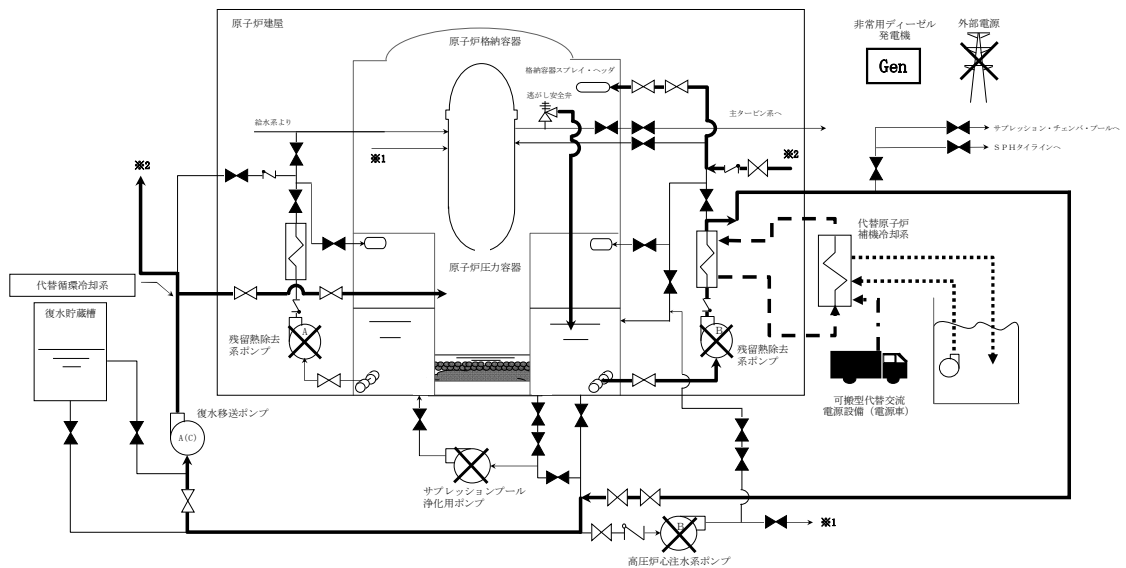 原子炉建屋
非常用ディーゼル
発電機
外部電源
Gen
原子炉格納容器
格納容器スプレイ・ヘッダ
逃がし安全弁
主タービン系へ
給水系より
※1
※2
※2
サプレッション・チェンバ・プールへ
SPHタイラインへ
代替原子炉
補機冷却系
原子炉圧力容器
代替循環冷却系
復水貯蔵槽
残留熱除去
系ポンプ
A
B
残留熱除去
系ポンプ
可搬型代替交流
電源設備(電源車)
復水移送ポンプ
A(C)
サプレッションプール
浄化用ポンプ
B
※1
高圧炉心注水系ポンプ